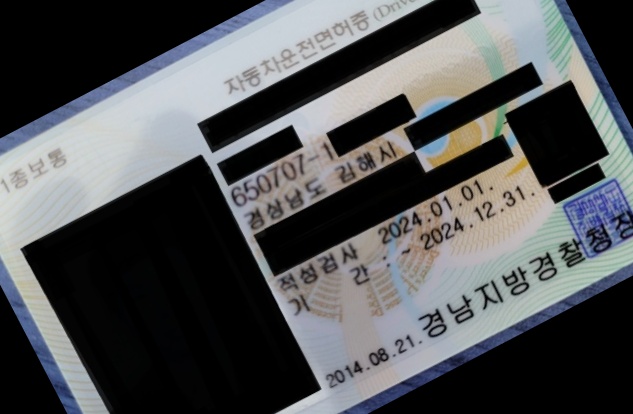 자동차운전면허증 (Driver
1종보통
650707-1
경상남도 김해시
적성검사 2024.01.01.
기 간 : ~ 2024.12.31.
2014.08.21. 경남지방경찰청장